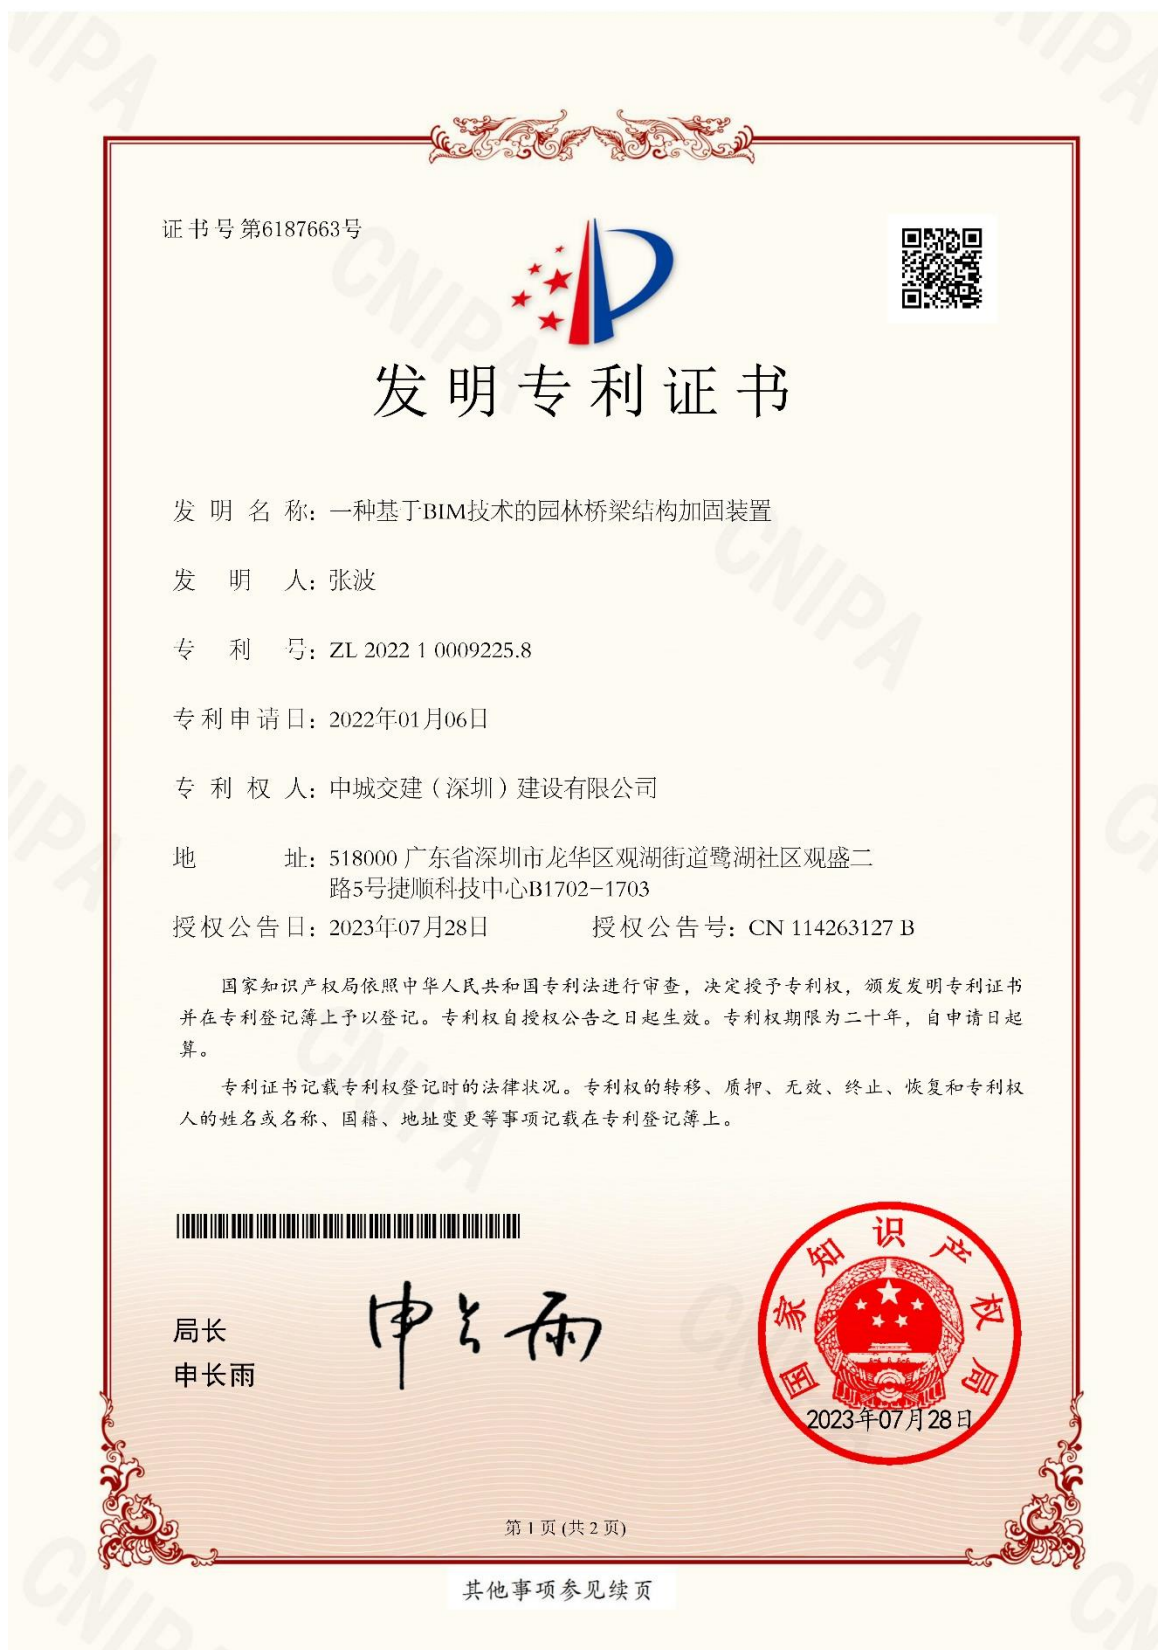 证书号第6187663号
发明专利证书
发明名称：一种基于BIM技术的园林桥梁结构加固装置
发明人：张波
专利号：ZL 2022 1 0009225.8
专利申请日：2022年01月06日
专利权人：中城交建（深圳）建设有限公司
地址：518000 广东省深圳市龙华区观湖街道鹭湖社区观盛二
路5号捷顺科技中心B1702-1703
授权公告日：2023年07月28日 授权公告号：CN 114263127 B
国家知识产权局依照中华人民共和国专利法进行审查，决定授予专利权，颁发发明专利证书
并在专利登记簿上予以登记。专利权自授权公告之日起生效。专利权期限为二十年，自申请日起
算。
专利证书记载专利权登记时的法律状况。专利权的转移、质押、无效、终止、恢复和专利权
人的姓名或名称、国籍、地址变更等事项记载在专利登记簿上。
局长
申长雨
申长雨
国家知识产权局
2023年07月28日
第 1 页 (共 2 页)
其他事项参见续页
CNIPA
CNIPA
CNIPA
CNIPA
CNIPA
CNIPA